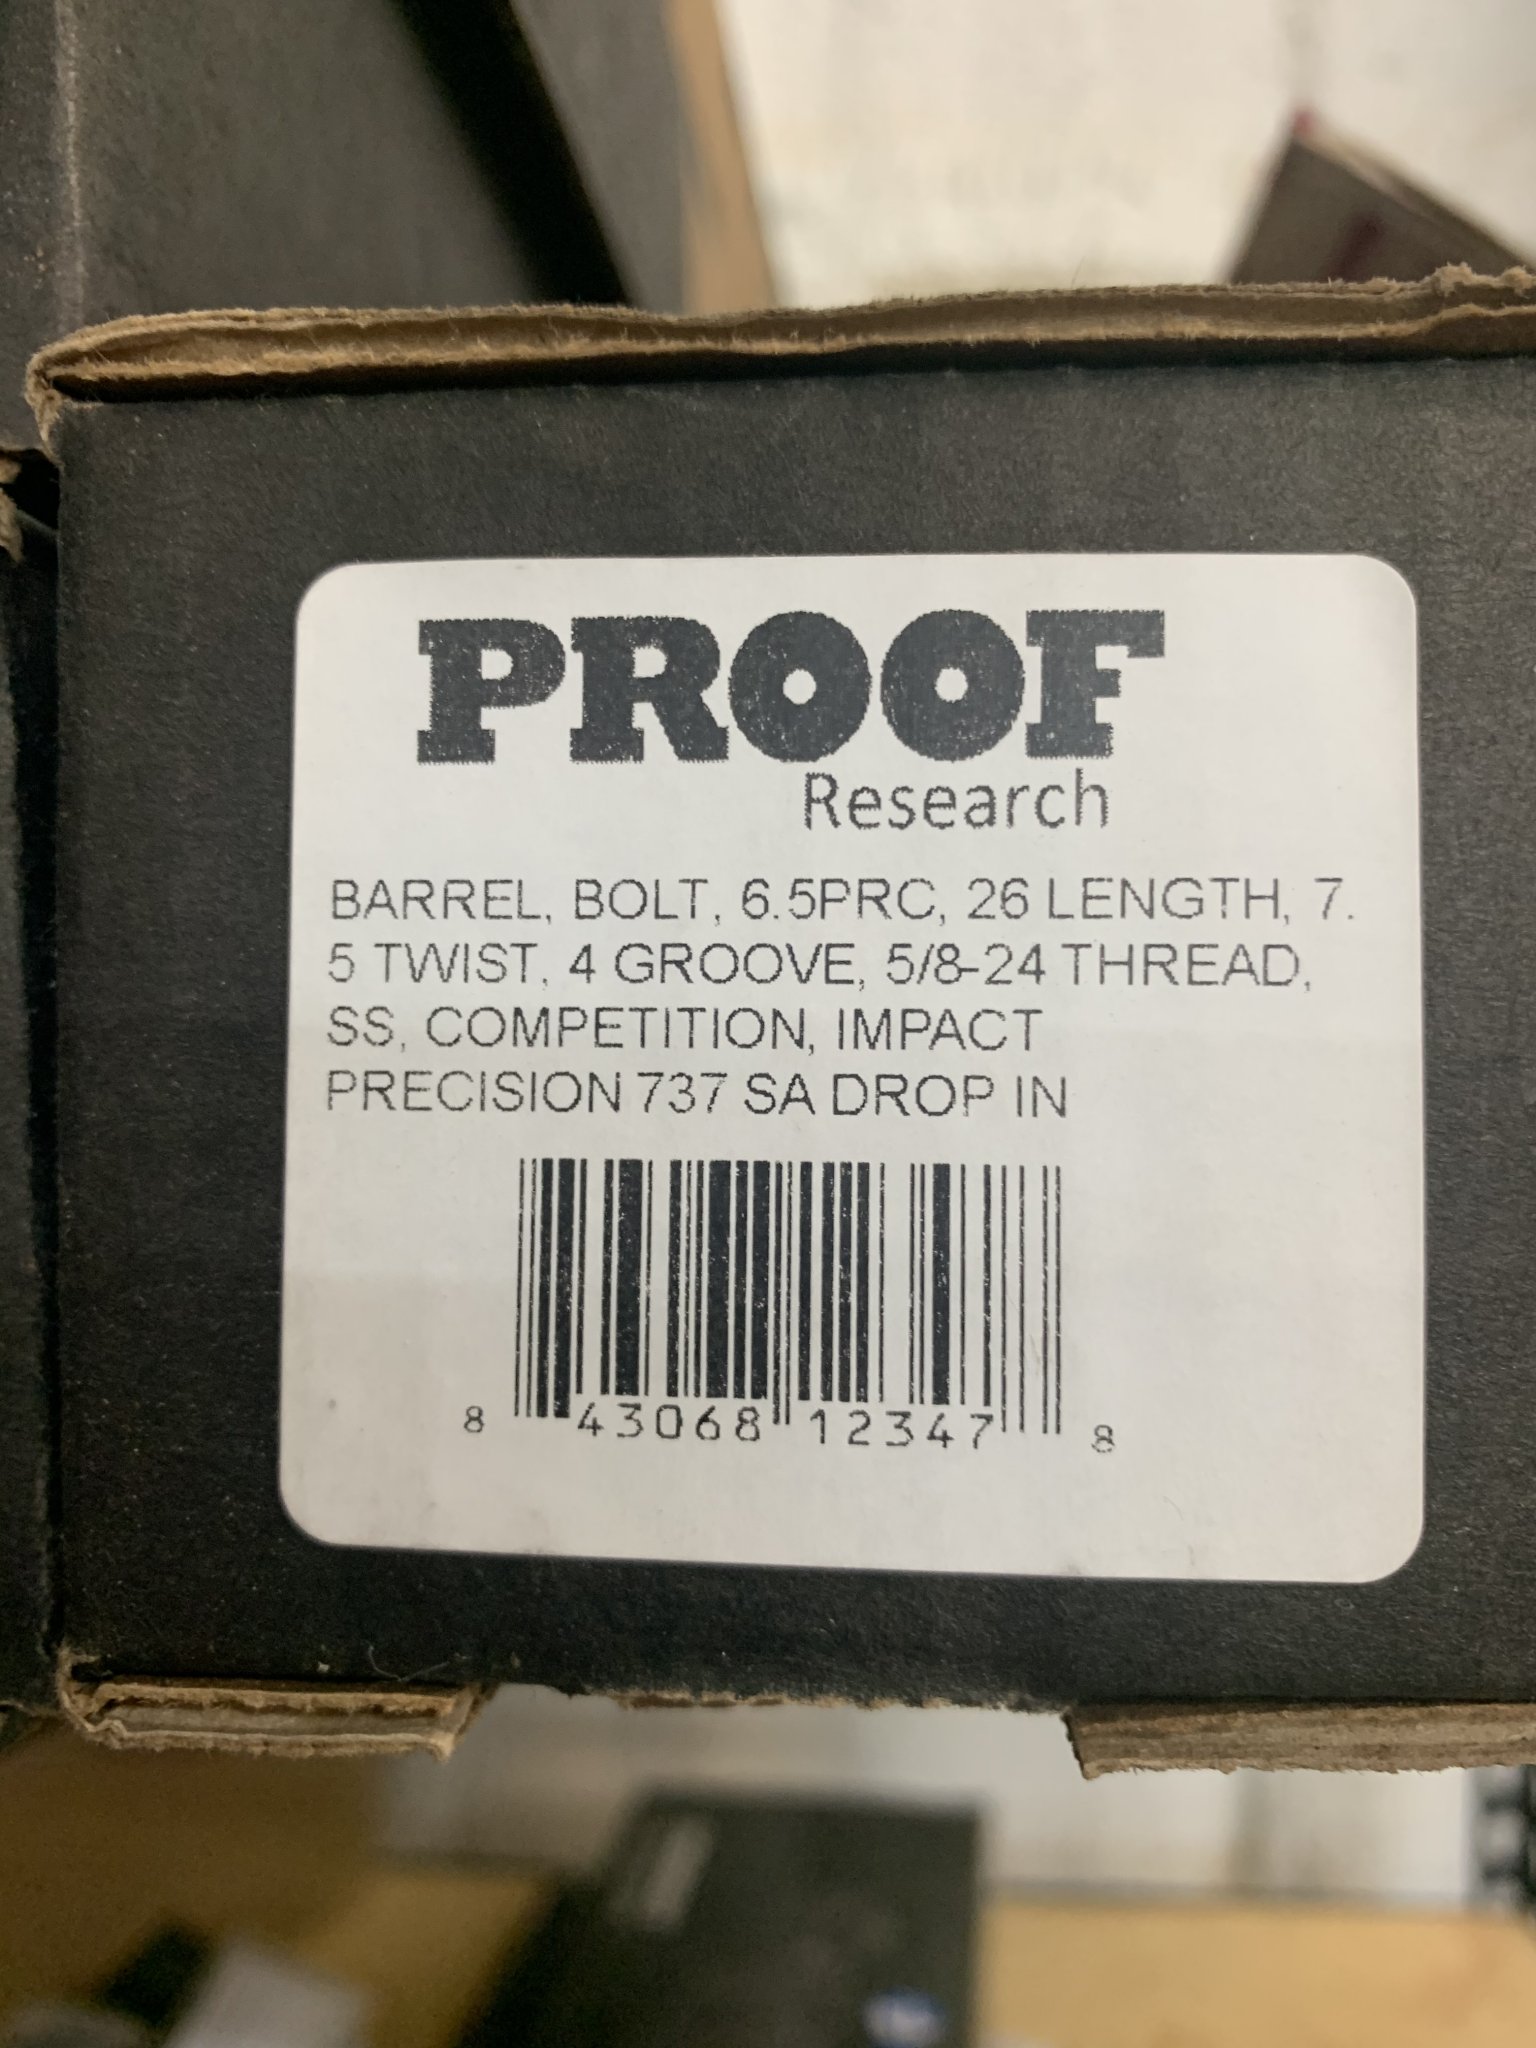 PROOF
Research
BARREL, BOLT, 6.5PRC, 26 LENGTH, 7.
5 TWIST, 4 GROOVE, 5/8-24 THREAD,
SS, COMPETITION, IMPACT
PRECISION 737 SA DROP IN
8 43068 12347 8